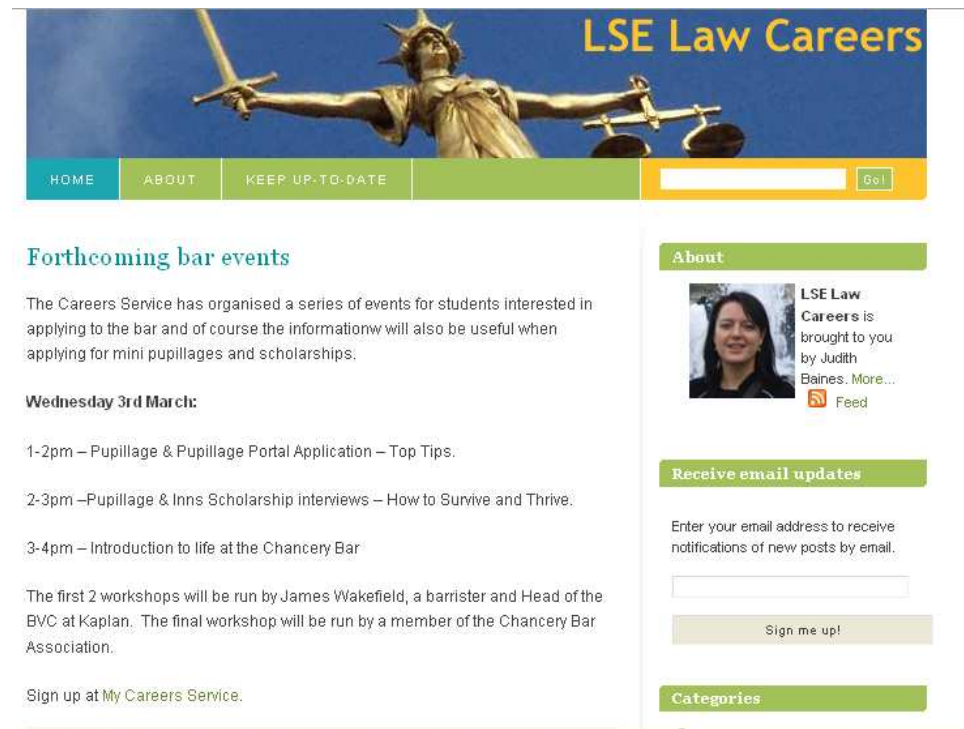 LSE Law Careers
HOME ABOUT KEEP UP-TO-DATE Go!
Forthcoming bar events
The Careers Service has organised a series of events for students interested in
applying to the bar and of course the informationw will also be useful when
applying for mini pupillages and scholarships.
Wednesday 3rd March:
1-2pm – Pupillage & Pupillage Portal Application – Top Tips.
2-3pm –Pupillage & Inns Scholarship interviews – How to Survive and Thrive.
3-4pm – Introduction to life at the Chancery Bar
The first 2 workshops will be run by James Wakefield, a barrister and Head of the
BVC at Kaplan.  The final workshop will be run by a member of the Chancery Bar
Association.
Sign up at My Careers Service.
About
LSE Law
Careers is
brought to you
by Judith
Baines. More...
Feed
Receive email updates
Enter your email address to receive
notifications of new posts by email.
Sign me up!
Categories